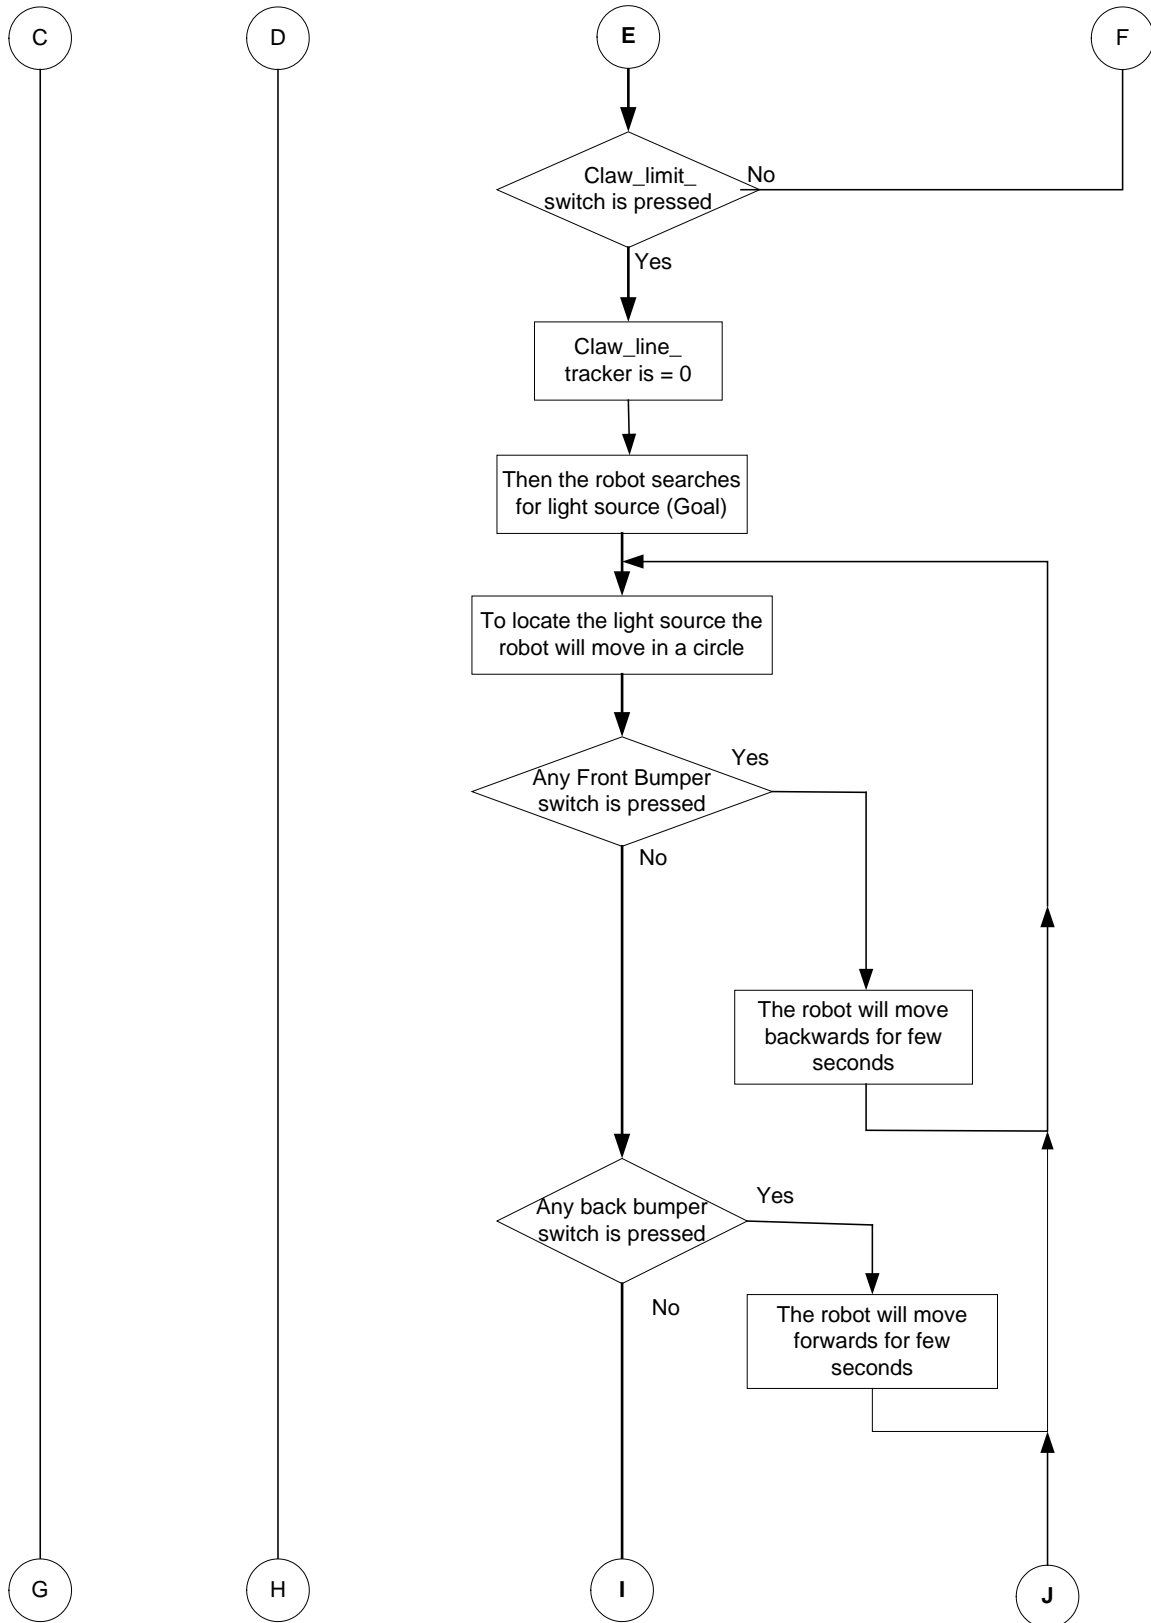 C
D
E
F
Claw_limit_
switch is pressed
No
Yes
Claw_line_
tracker is = 0
Then the robot searches
for light source (Goal)
To locate the light source the
robot will move in a circle
Any Front Bumper
switch is pressed
Yes
No
The robot will move
backwards for few
seconds
Any back bumper
switch is pressed
Yes
No
The robot will move
forwards for few
seconds
G
H
I
J